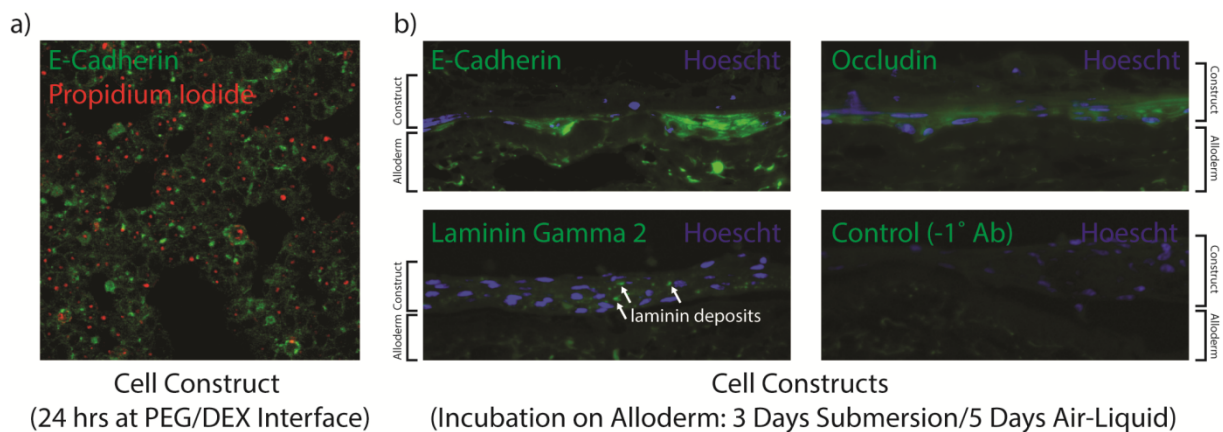 a)
E-Cadherin
Propidium Iodide
Cell Construct
(24 hrs at PEG/DEX Interface)
b)
E-Cadherin Hoescht
Construct
Alloderm
Occludin Hoescht
Construct
Alloderm
Laminin Gamma 2 Hoescht
Construct
Alloderm
laminin deposits
Control (-1˚ Ab) Hoescht
Construct
Alloderm
Cell Constructs
(Incubation on Alloderm: 3 Days Submersion/5 Days Air-Liquid)